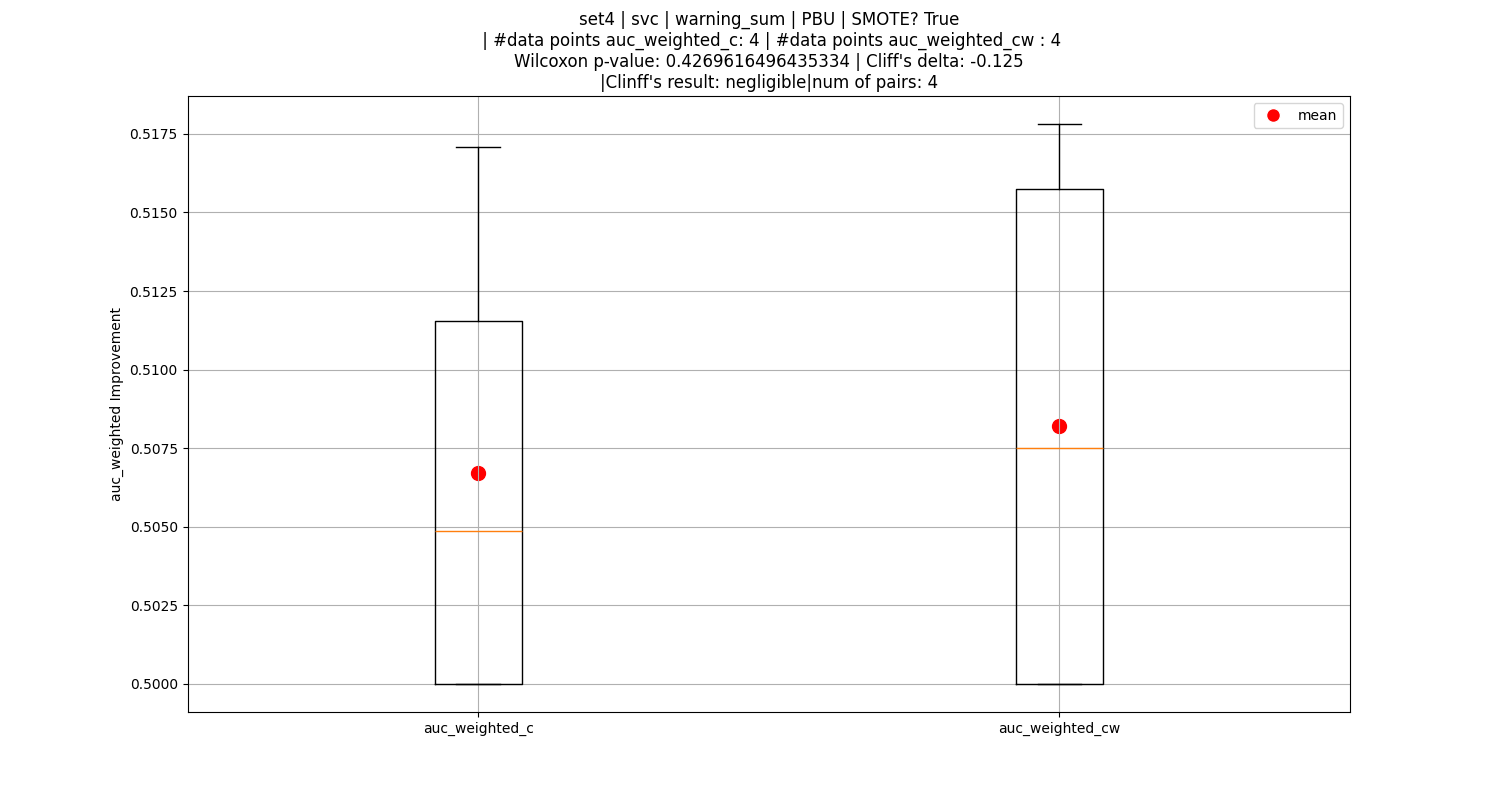 set4 | svc | warning_sum | PBU | SMOTE? True
| #data points auc_weighted_c: 4 | #data points auc_weighted_cw : 4
Wilcoxon p-value: 0.4269616496435334 | Cliff's delta: -0.125
|Clinff's result: negligible|num of pairs: 4
mean
auc_weighted Improvement
0.5175
0.5150
0.5125
0.5100
0.5075
0.5050
0.5025
0.5000
auc_weighted_c
auc_weighted_cw